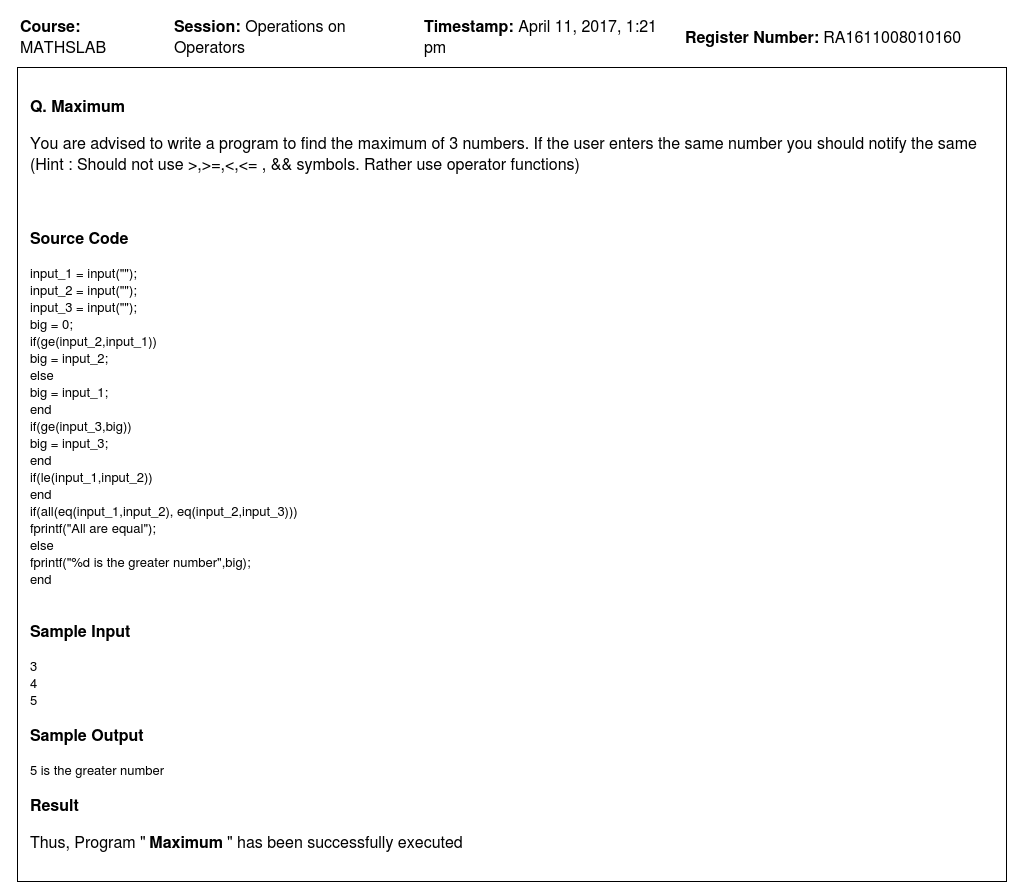 Course: MATHSLAB
Session: Operations on Operators
Timestamp: April 11, 2017, 1:21 pm
Register Number: RA1611008010160
Q. Maximum
You are advised to write a program to find the maximum of 3 numbers. If the user enters the same number you should notify the same
(Hint : Should not use >,>=,<,<= , && symbols. Rather use operator functions)
Source Code
input_1 = input("");
input_2 = input("");
input_3 = input("");
big = 0;
if(ge(input_2,input_1))
big = input_2;
else
big = input_1;
end
if(ge(input_3,big))
big = input_3;
end
if(le(input_1,input_2))
end
if(all(eq(input_1,input_2), eq(input_2,input_3)))
fprintf("All are equal");
else
fprintf("%d is the greater number",big);
end
Sample Input
3
4
5
Sample Output
5 is the greater number
Result
Thus, Program " Maximum " has been successfully executed